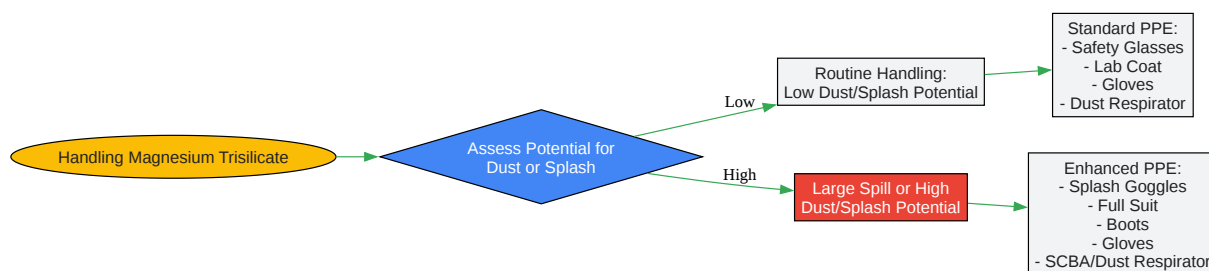 Handling Magnesium Trisilicate
Assess Potential for
Dust or Splash
Low
High
Routine Handling:
Low Dust/Splash Potential
Large Spill or High
Dust/Splash Potential
Standard PPE:
- Safety Glasses
- Lab Coat
- Gloves
- Dust Respirator
Enhanced PPE:
- Splash Goggles
- Full Suit
- Boots
- Gloves
- SCBA/Dust Respirator